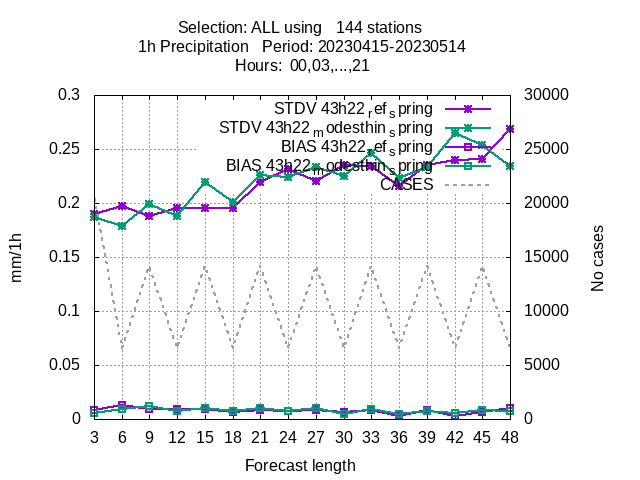 Selection: ALL using   144 stations
1h Precipitation   Period: 20230415-20230514
Hours: 00,03,...,21
STDV 43h22_ref_spring
STDV 43h22_modesthin_spring
BIAS 43h22_ref_spring
BIAS 43h22_modesthin_spring
CASES
0.3
0.25
0.2
0.15
0.1
0.05
0
30000
25000
20000
15000
10000
5000
0
mm/1h
No cases
3 6 9 12 15 18 21 24 27 30 33 36 39 42 45 48
Forecast length